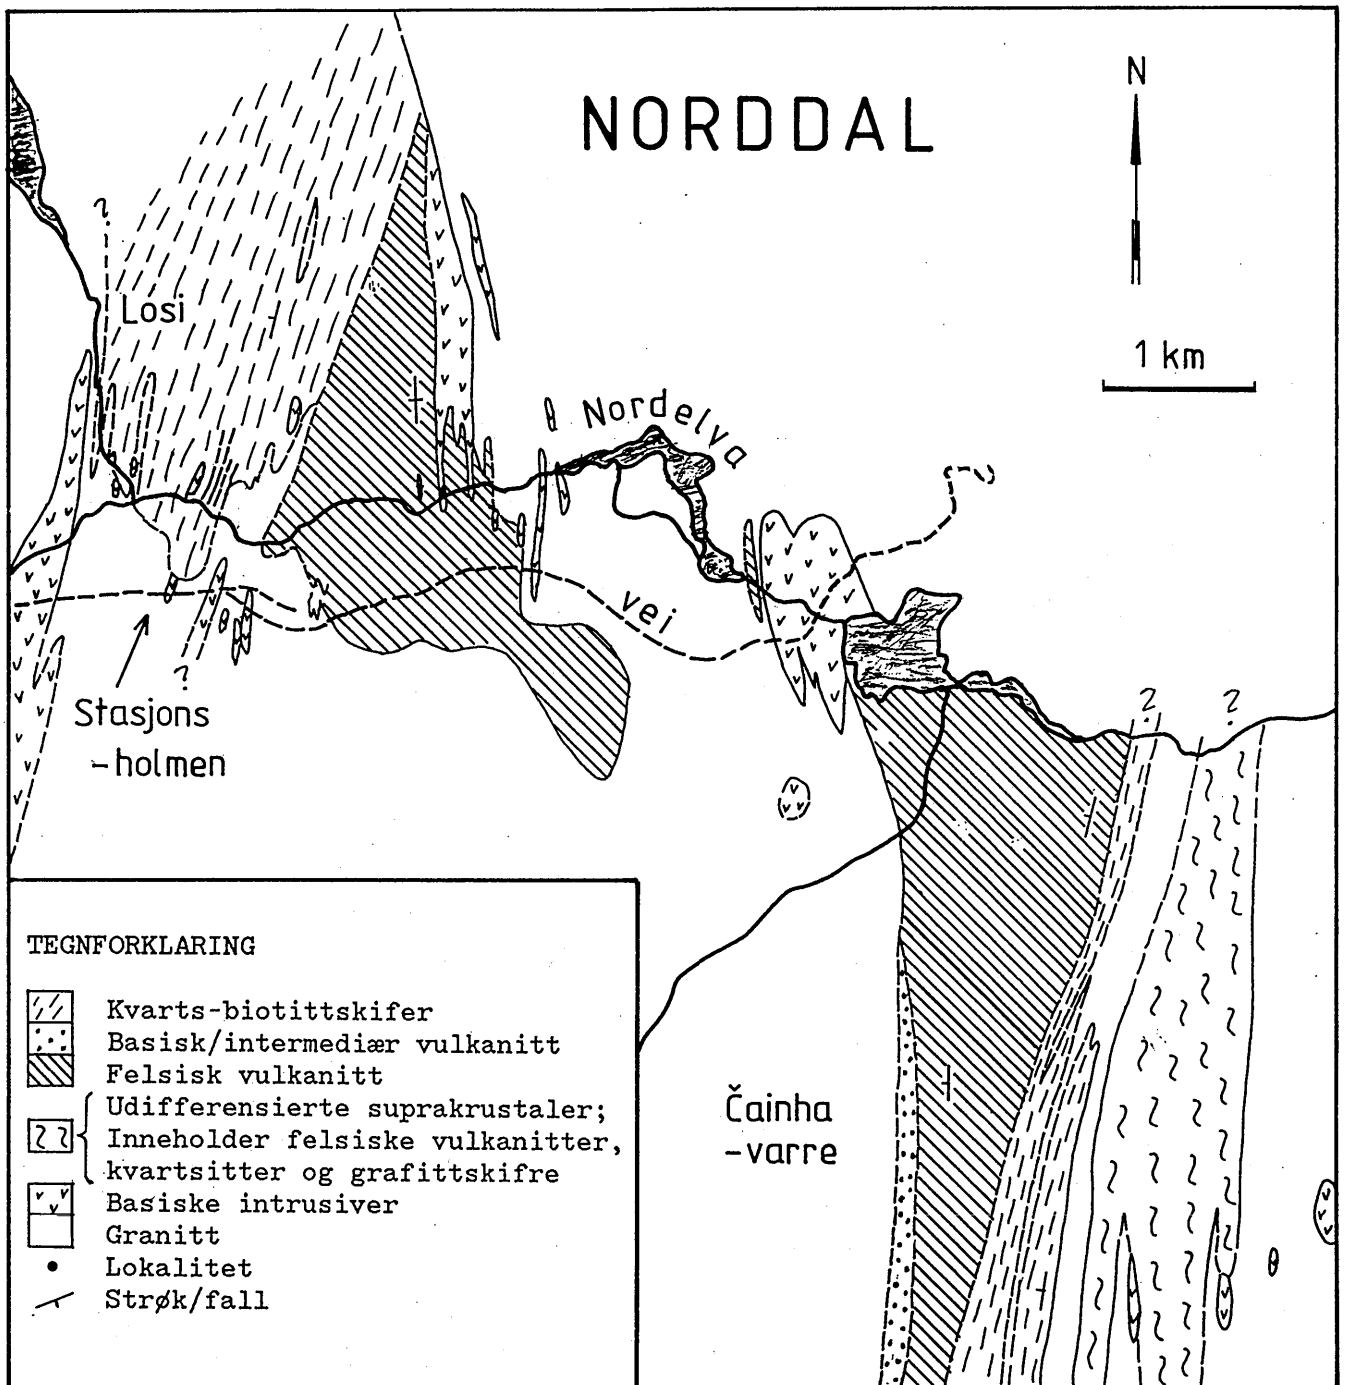 N
NORDDAL
?
Losi
1 km
Nordelva
vei
?
Stasjons
-holmen
?
?
?
TEGNFORKLARING
Kvarts-biotittskifer
Basisk/intermediær vulkanitt
Felsisk vulkanitt
Udifferensierte suprakrustaler;
Inneholder felsiske vulkanitter,
kvartsitter og grafittskifre
Basiske intrusiver
Granitt
Lokalitet
Strøk/fall
Čainha
-varre